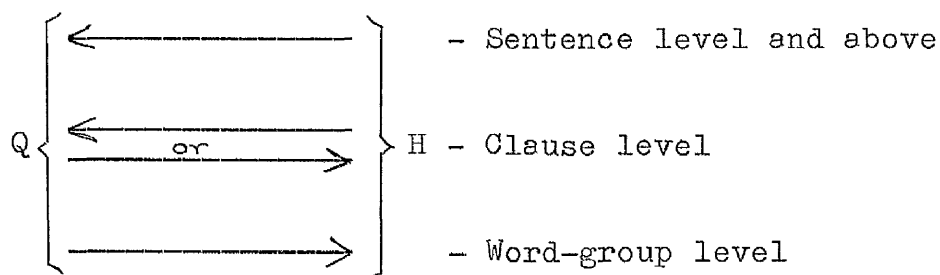 - Sentence level and above
or
Q H - Clause level
- Word-group level